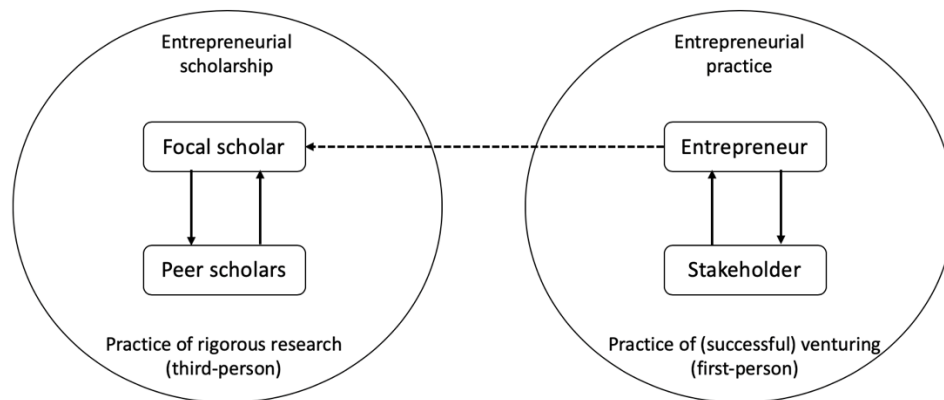 Entrepreneurial
scholarship
Focal scholar
Peer scholars
Practice of rigorous research
(third-person)
Entrepreneurial
practice
Entrepreneur
Stakeholder
Practice of (successful) venturing
(first-person)